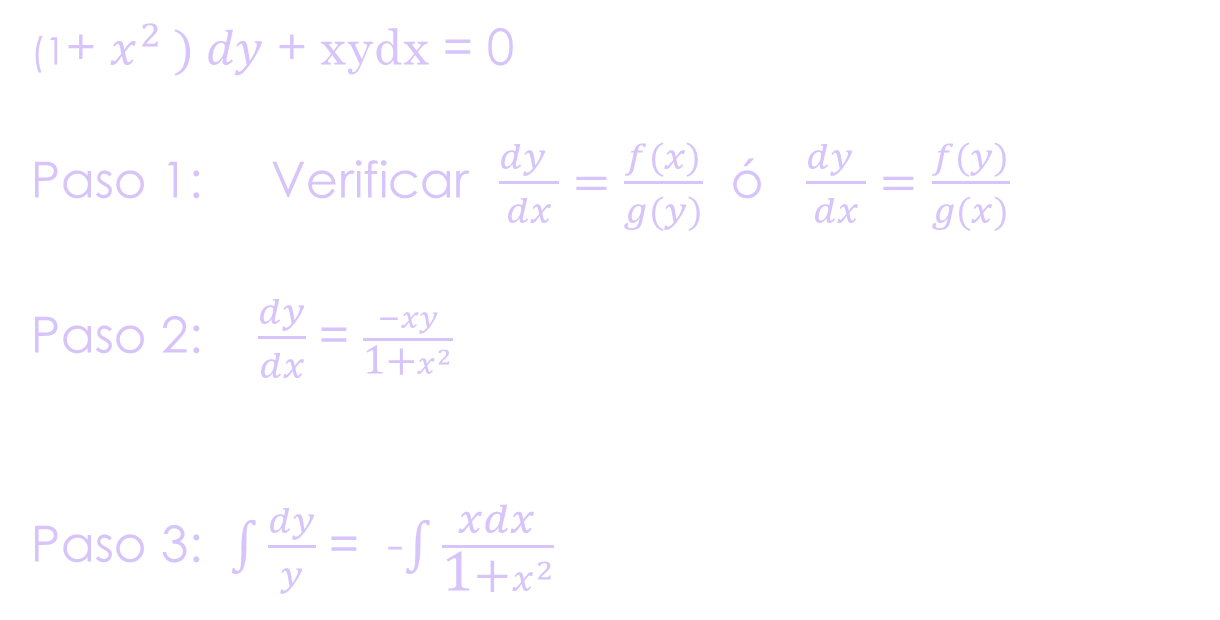 (1+ x² ) dy + xydx = 0
Paso 1: Verificar dy/dx = f(x)/g(y) ó dy/dx = f(y)/g(x)
Paso 2: dy/dx = −xy/1+x²
Paso 3: ∫ dy/y = -∫ xdx/1+x²